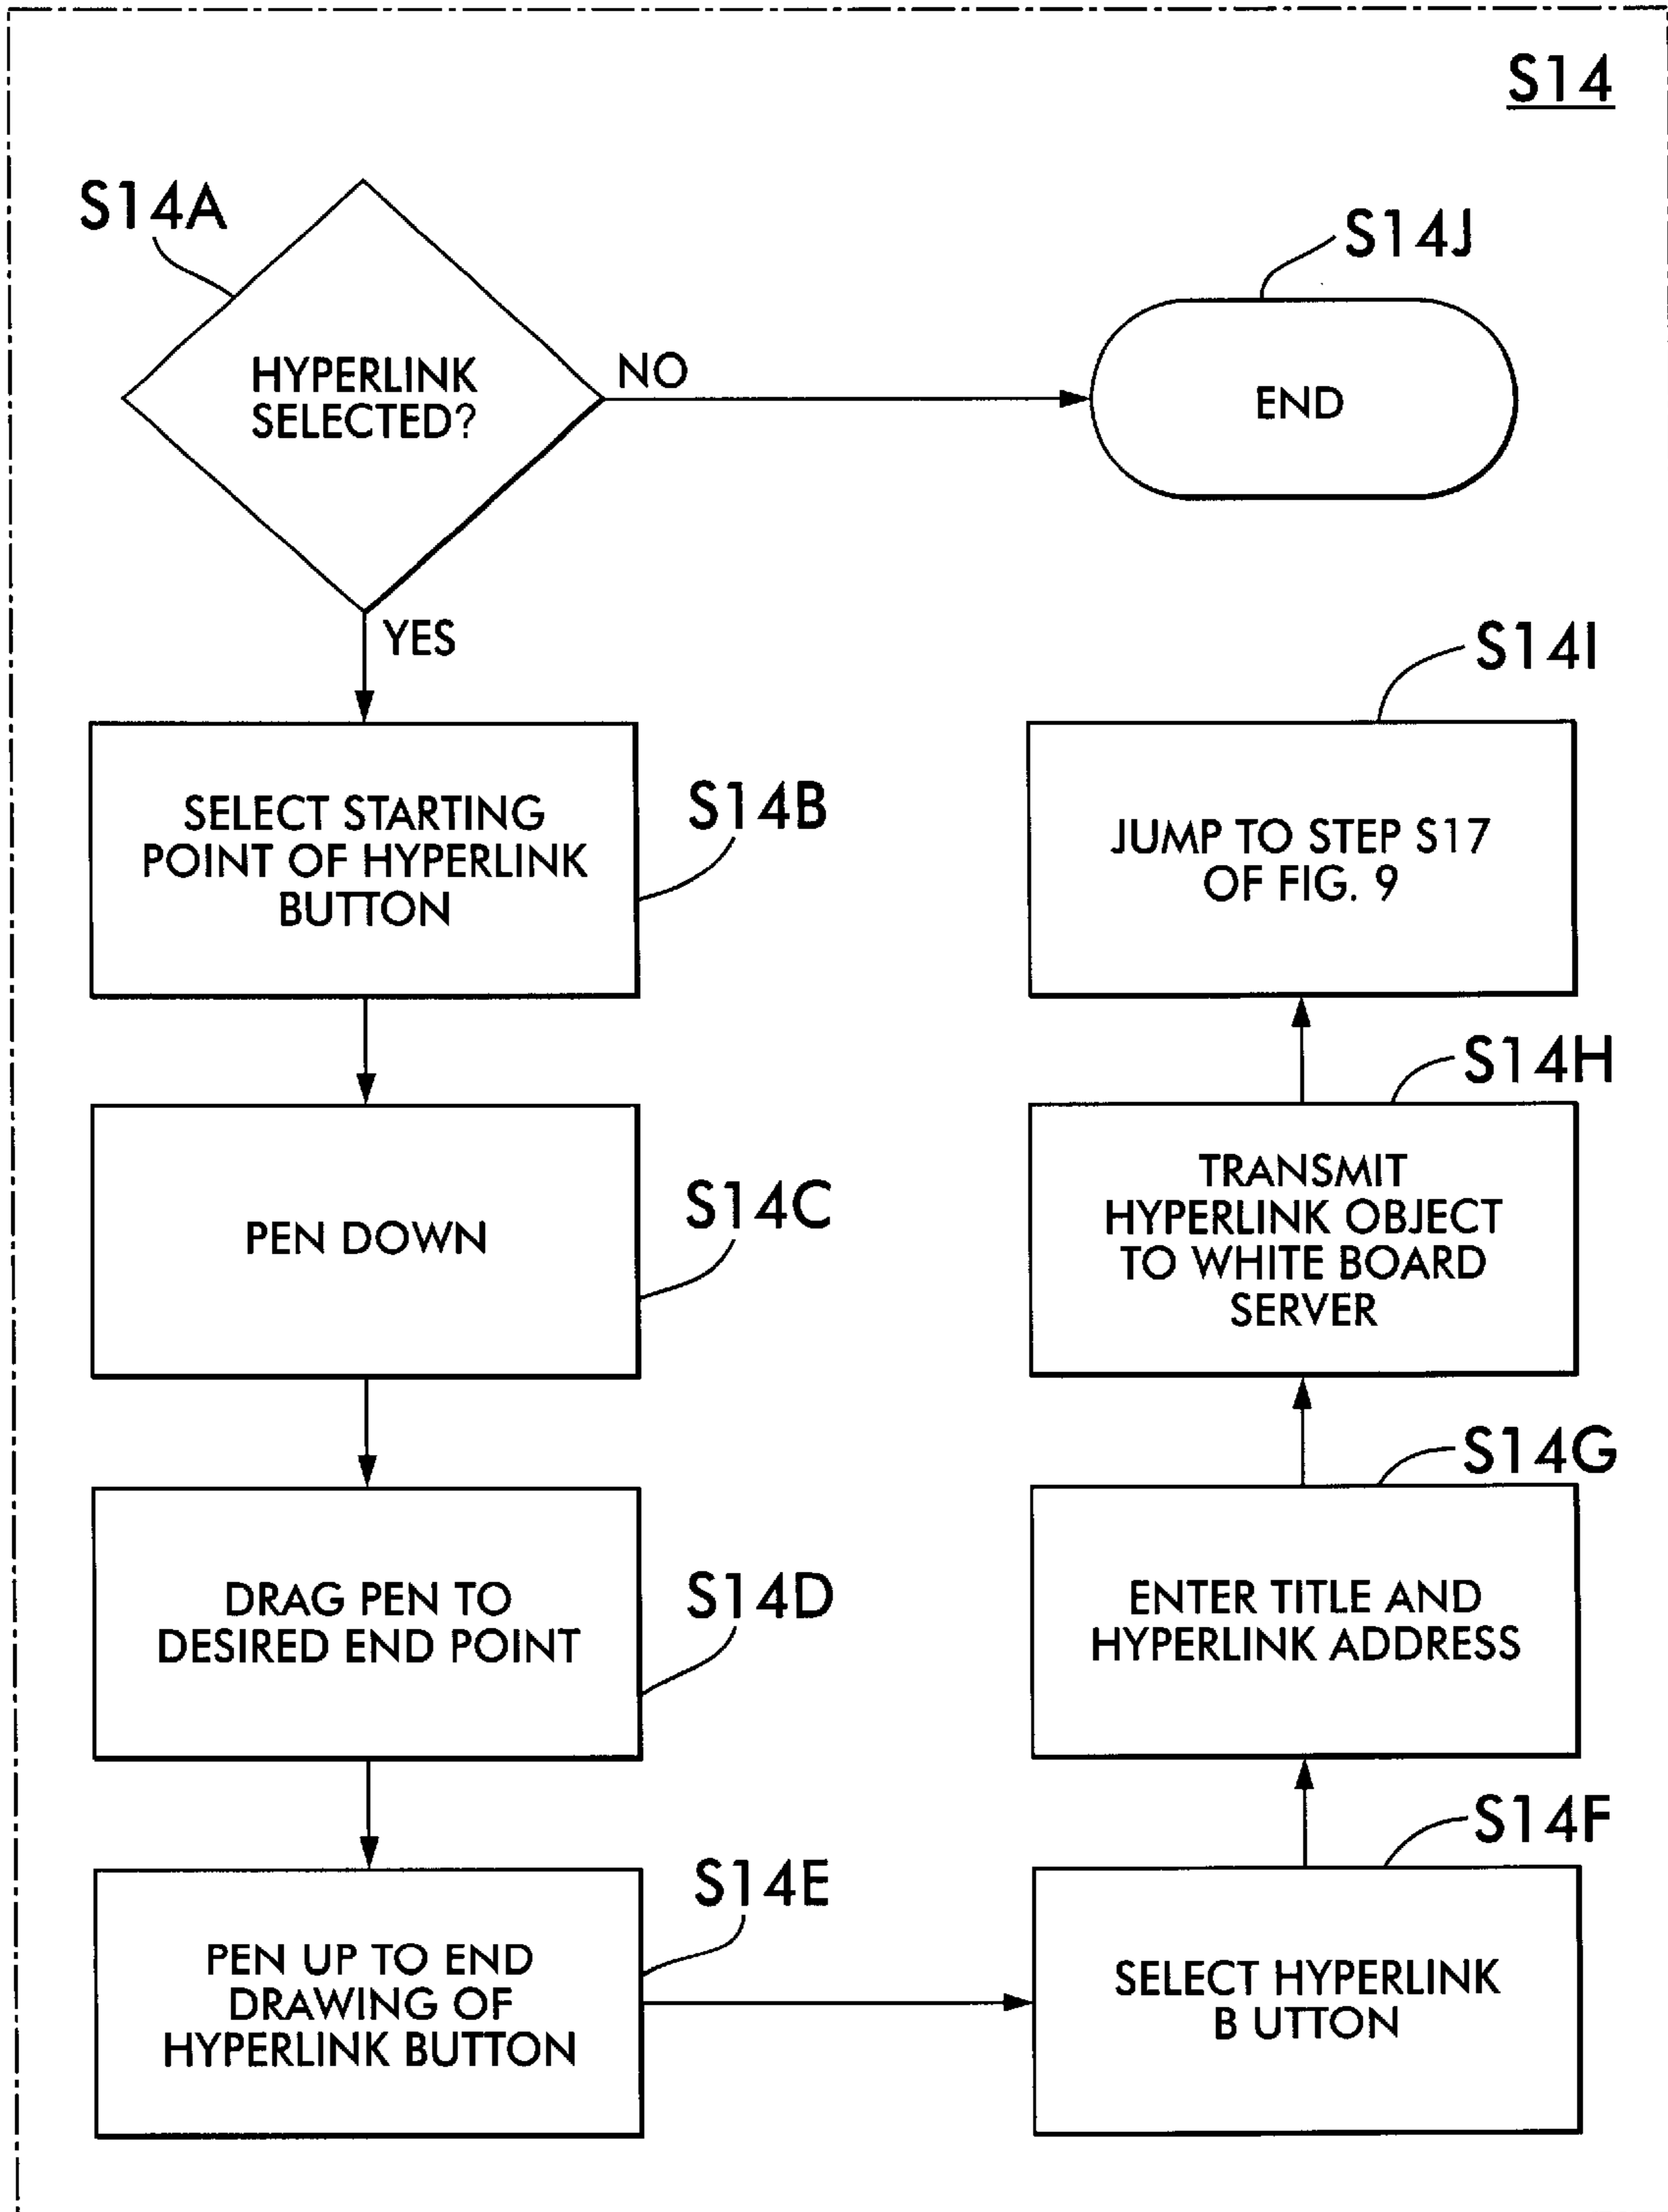 S14
S14A
HYPERLINK
SELECTED?
NO
S14J
END
YES
S14B
SELECT STARTING
POINT OF HYPERLINK
BUTTON
S14C
PEN DOWN
S14D
DRAG PEN TO
DESIRED END POINT
S14E
PEN UP TO END
DRAWING OF
HYPERLINK BUTTON
S14F
SELECT HYPERLINK
B UTTON
S14G
ENTER TITLE AND
HYPERLINK ADDRESS
S14H
TRANSMIT
HYPERLINK OBJECT
TO WHITE BOARD
SERVER
S14I
JUMP TO STEP S17
OF FIG. 9